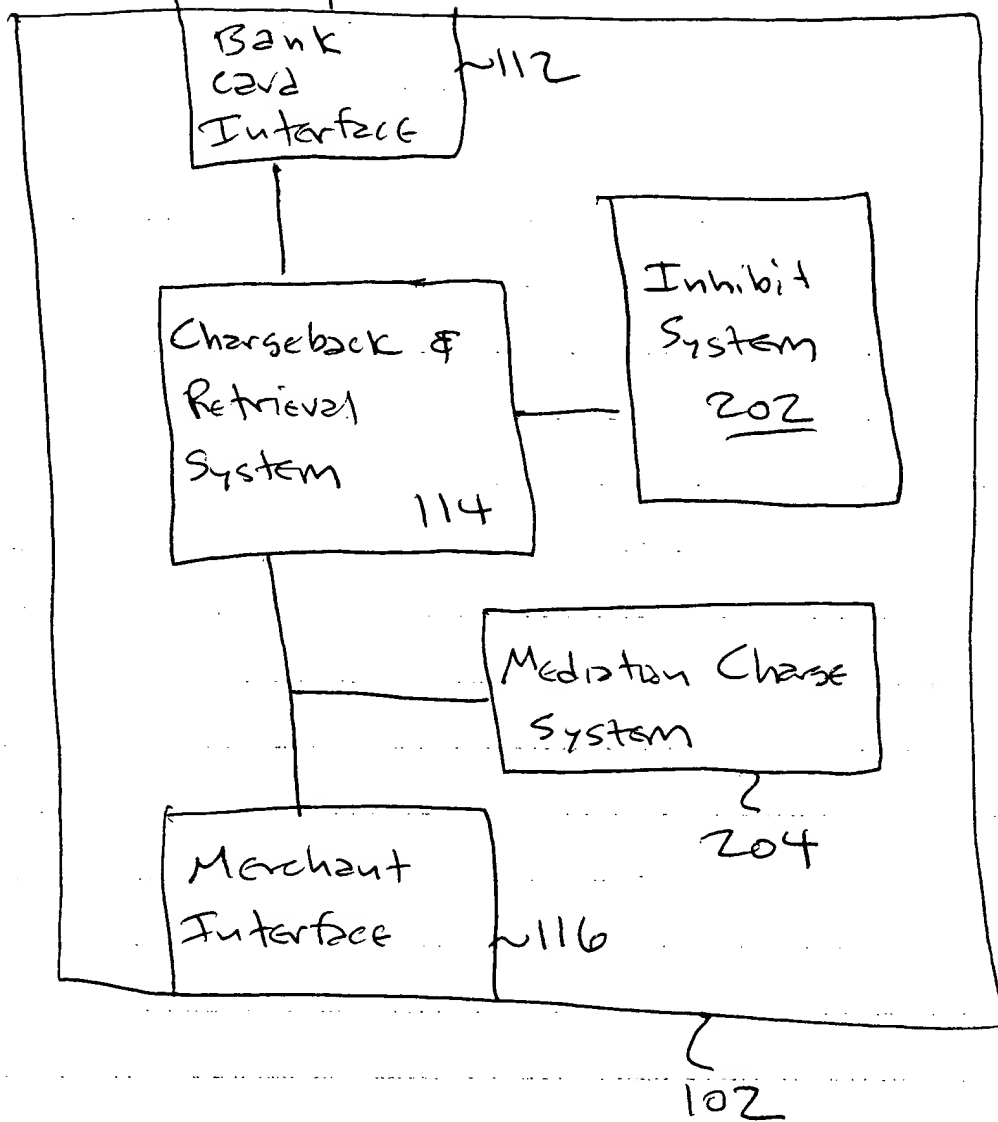 Bank
Card
Interface
112
Inhibit
System
202
Chargeback &
Retrieval
System
114
Mediation Charge
System
204
Merchant
Interface
116
102